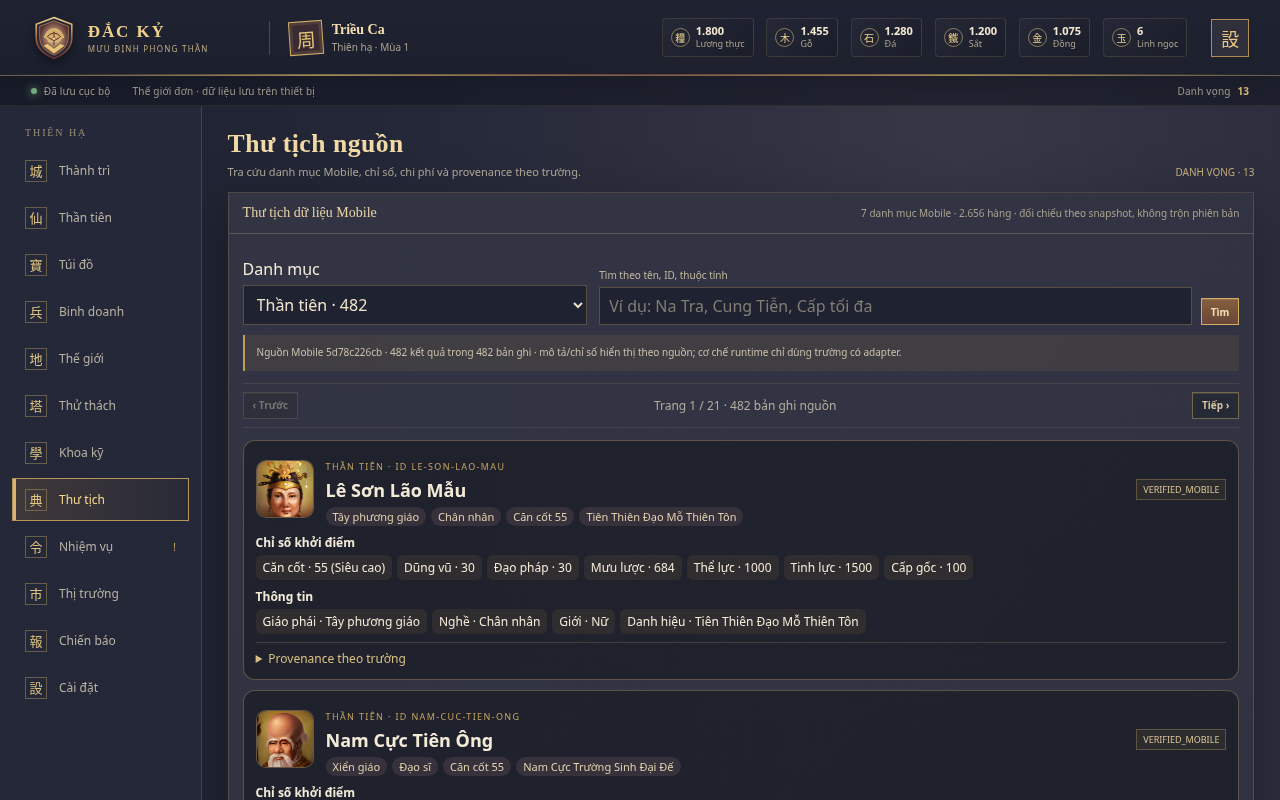 ĐẮC KỶ
MƯU ĐỊNH PHONG THẦN
周
Triều Ca
Thiên hạ · Mùa 1
糧 1.800 Lương thực
木 1.455 Gỗ
石 1.280 Đá
鐵 1.200 Sắt
金 1.075 Đồng
玉 6 Linh ngọc
設
Đã lưu cục bộ
Thế giới đơn · dữ liệu lưu trên thiết bị
Danh vọng 13
THIÊN HẠ
城 Thành trì
仙 Thần tiên
寶 Túi đồ
兵 Binh doanh
地 Thế giới
塔 Thử thách
學 Khoa kỹ
典 Thư tịch
令 Nhiệm vụ !
市 Thị trường
報 Chiến báo
設 Cài đặt
Thư tịch nguồn
Tra cứu danh mục Mobile, chỉ số, chi phí và provenance theo trường.
DANH VỌNG · 13
Thư tịch dữ liệu Mobile
7 danh mục Mobile · 2.656 hàng · đối chiếu theo snapshot, không trộn phiên bản
Danh mục
Thần tiên · 482
Tìm theo tên, ID, thuộc tính
Ví dụ: Na Tra, Cung Tiễn, Cấp tối đa
Tìm
Nguồn Mobile 5d78c226cb · 482 kết quả trong 482 bản ghi · mô tả/chỉ số hiển thị theo nguồn; cơ chế runtime chỉ dùng trường có adapter.
‹ Trước
Trang 1 / 21 · 482 bản ghi nguồn
Tiếp ›
THẦN TIÊN · ID LE-SON-LAO-MAU
Lê Sơn Lão Mẫu
VERIFIED_MOBILE
Tây phương giáo Chân nhân Căn cốt 55 Tiên Thiên Đạo Mỗ Thiên Tôn
Chỉ số khởi điểm
Căn cốt · 55 (Siêu cao) Dũng vũ · 30 Đạo pháp · 30 Mưu lược · 684 Thể lực · 1000 Tinh lực · 1500 Cấp gốc · 100
Thông tin
Giáo phái · Tây phương giáo Nghề · Chân nhân Giới · Nữ Danh hiệu · Tiên Thiên Đạo Mỗ Thiên Tôn
▶ Provenance theo trường
THẦN TIÊN · ID NAM-CUC-TIEN-ONG
Nam Cực Tiên Ông
VERIFIED_MOBILE
Xiển giáo Đạo sĩ Căn cốt 55 Nam Cực Trường Sinh Đại Đế
Chỉ số khởi điểm